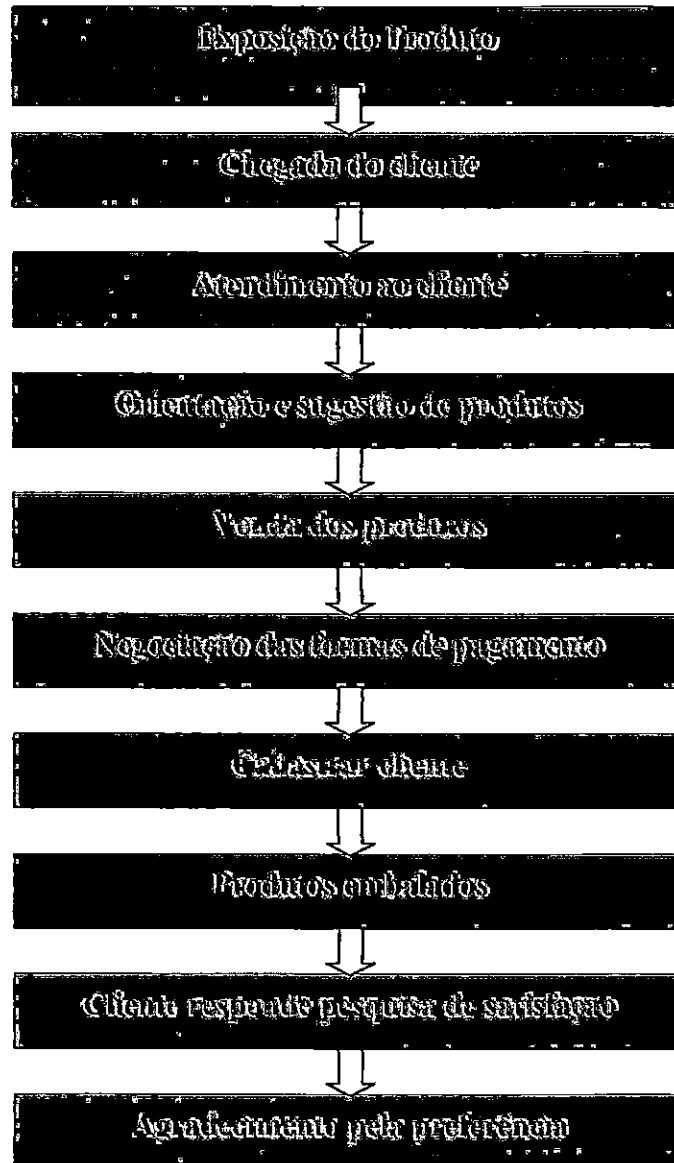 Exposição do Produto
Chegada do cliente
Atendimento ao cliente
Orientação e sugestão de produtos
Venda dos produtos
Negociação das formas de pagamento
Cadastrar cliente
Produtos embalados
Cliente responde pesquisa de satisfação
Agradecimento pela preferência